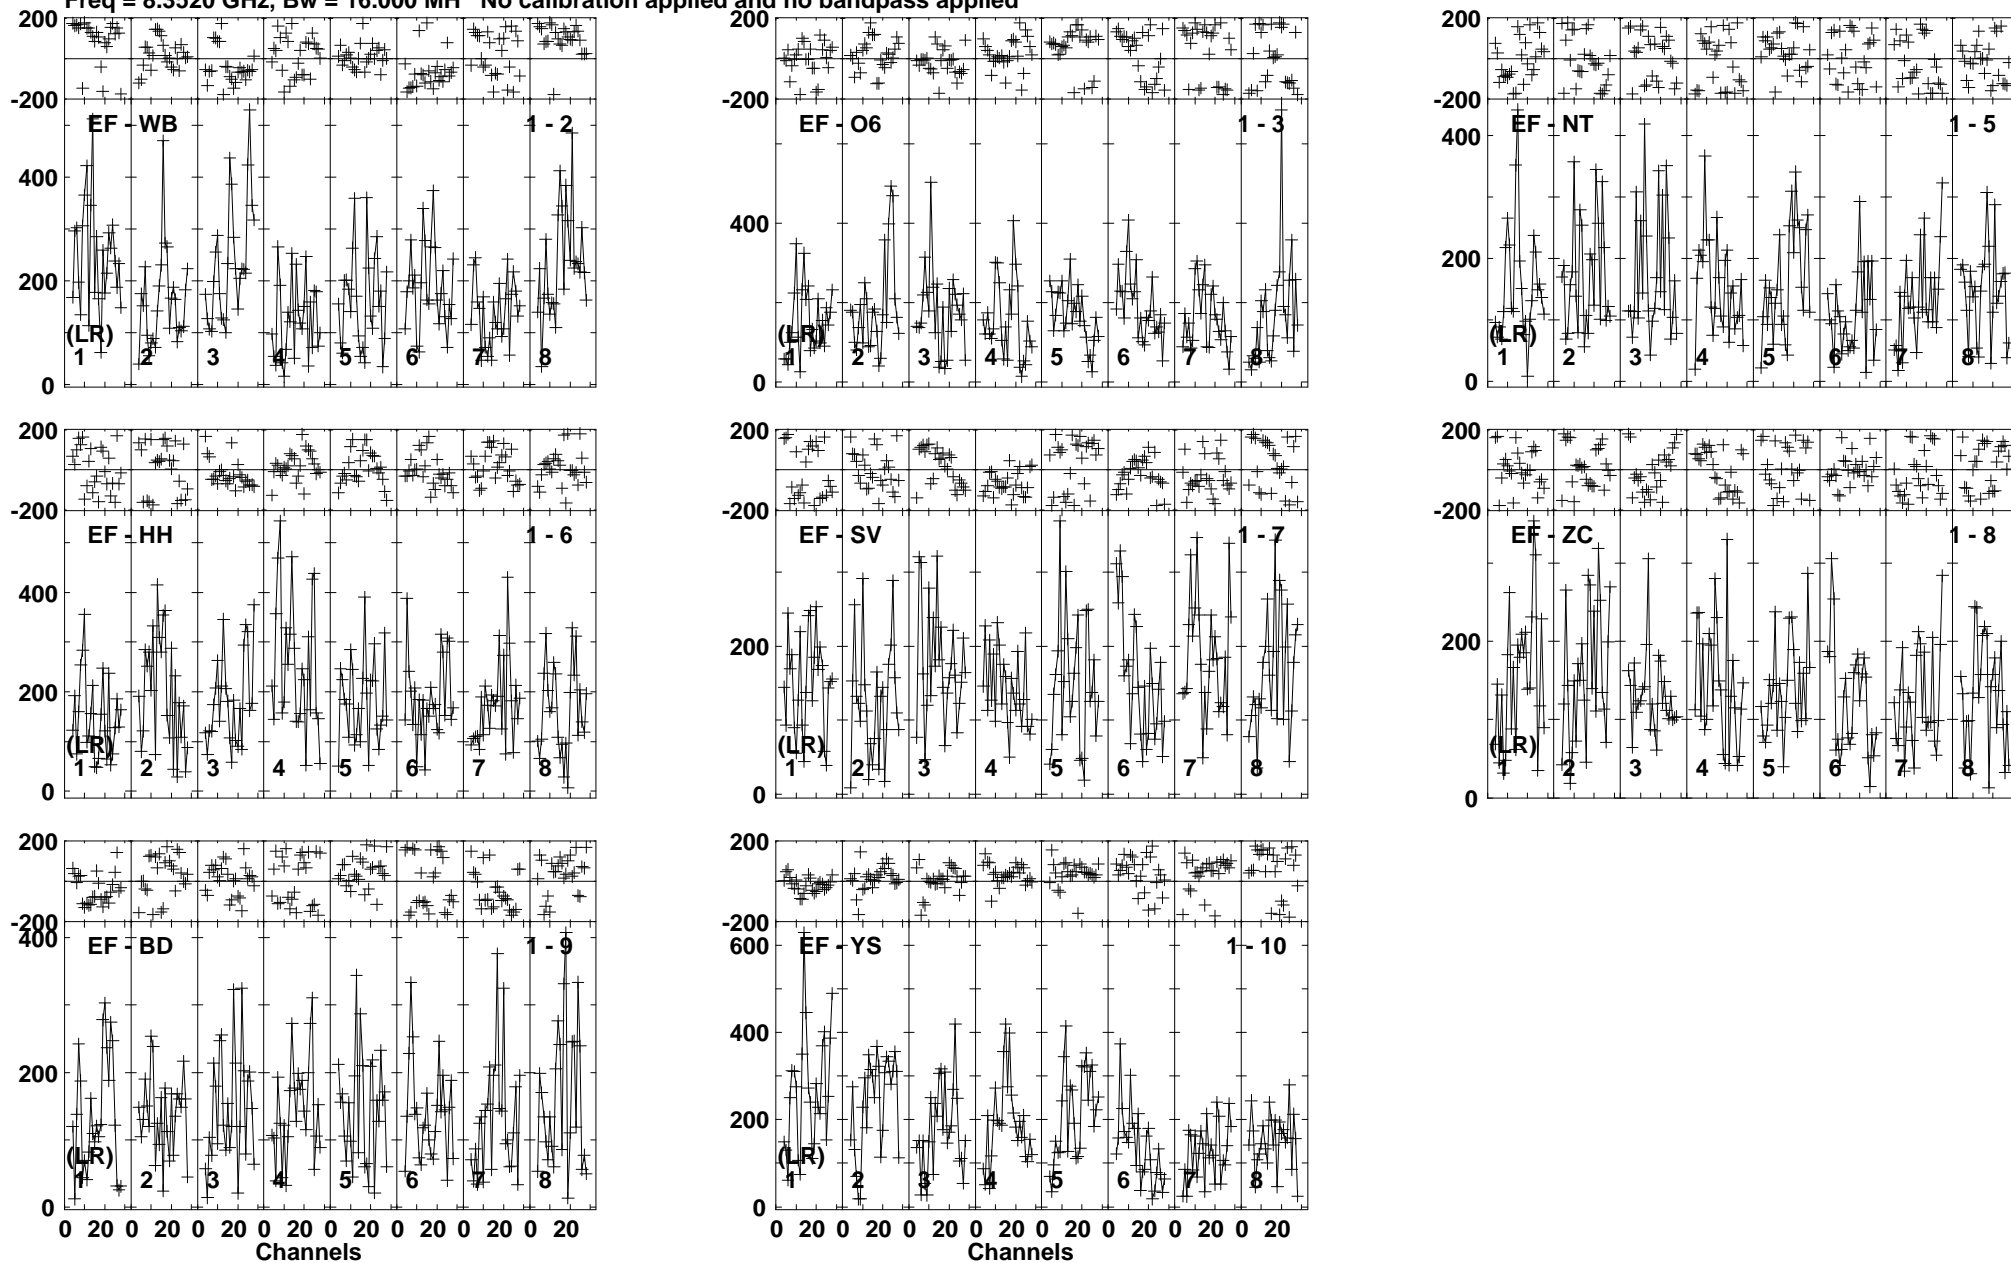 Freq = 8.3520 GHz, Bw = 16.000 MH   No calibration applied and no bandpass applied
200 200 200
-200 -200 -200
EF - WB 1 - 2 EF - O6 1 - 3 EF - NT 1 - 5
400 400 400
200 200
(LR) (LR) (LR)
1 2 3 4 5 6 7 8 1 2 3 4 5 6 7 8 1 2 3 4 5 6 7 8
0 0 0
200 200 200
-200 -200 -200
EF - HH 1 - 6 EF - SV 1 - 7 EF - ZC 1 - 8
400 200 200
200
(LR) (LR) (LR)
1 2 3 4 5 6 7 8 1 2 3 4 5 6 7 8 1 2 3 4 5 6 7 8
0 0 0
200 200
-200 -200
400 600
EF - BD 1 - 9 EF - YS 1 - 10
400
200 200
(LR) (LR)
1 2 3 4 5 6 7 8 1 2 3 4 5 6 7 8
0 0
0 20 0 20 0 20 0 20 0 20 0 20 0 20 0 20 0 20 0 20 0 20 0 20 0 20 0 20 0 20 0 20
Channels Channels